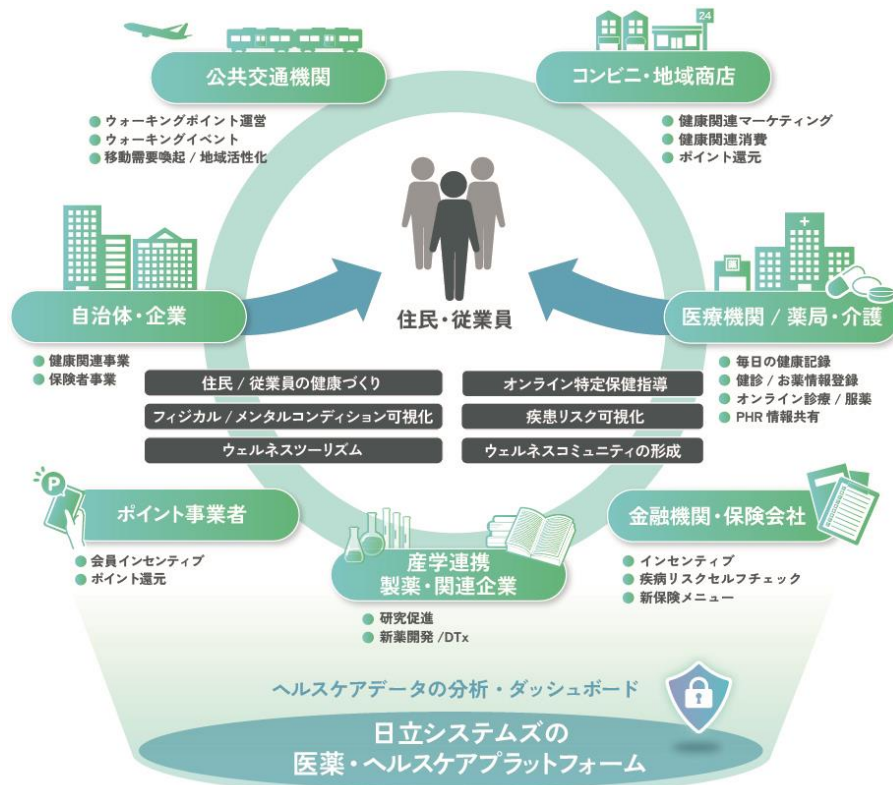 24
公共交通機関
コンビニ・地域商店
ウォーキングポイント運営
ウォーキングイベント
移動需要喚起 / 地域活性化
健康関連マーケティング
健康関連消費
ポイント還元
住民・従業員
自治体・企業
健康関連事業
保険者事業
薬
医療機関 / 薬局・介護
毎日の健康記録
健診 / お薬情報登録
オンライン診療 / 服薬
PHR 情報共有
住民 / 従業員の健康づくり
オンライン特定保健指導
フィジカル / メンタルコンディション可視化
疾患リスク可視化
ウェルネスツーリズム
ウェルネスコミュニティの形成
P
ポイント事業者
会員インセンティブ
ポイント還元
産学連携
製薬・関連企業
研究促進
新薬開発 /DTx
金融機関・保険会社
インセンティブ
疾病リスクセルフチェック
新保険メニュー
ヘルスケアデータの分析・ダッシュボード
日立システムズの
医薬・ヘルスケアプラットフォーム